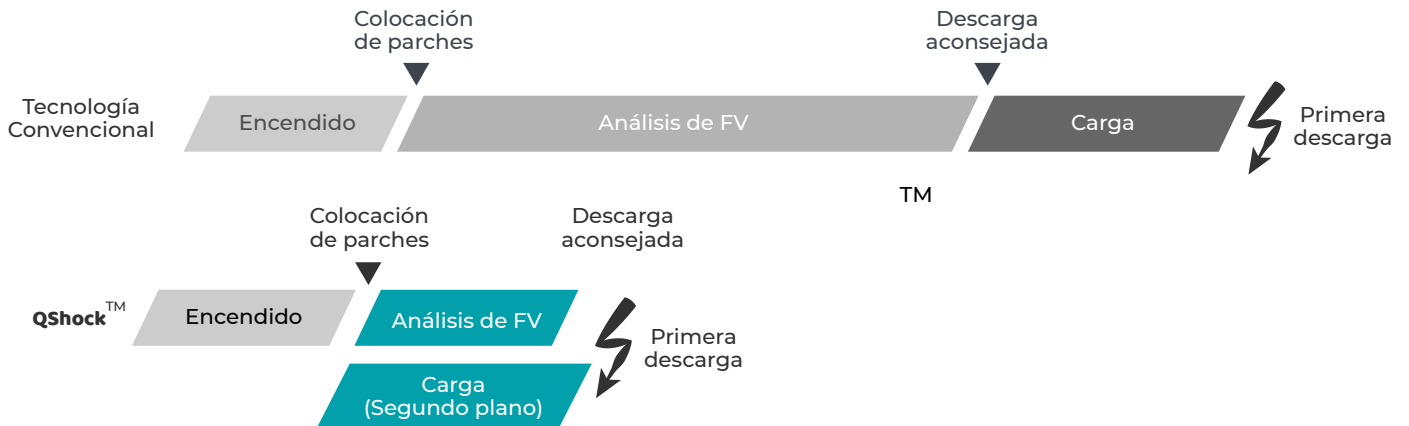 Colocación
de parches
Descarga
aconsejada
Tecnología
Convencional
Encendido
Análisis de FV
Carga
Primera
descarga
TM
Colocación
de parches
Descarga
aconsejada
QShock™
Encendido
Análisis de FV
Primera
descarga
Carga
(Segundo plano)